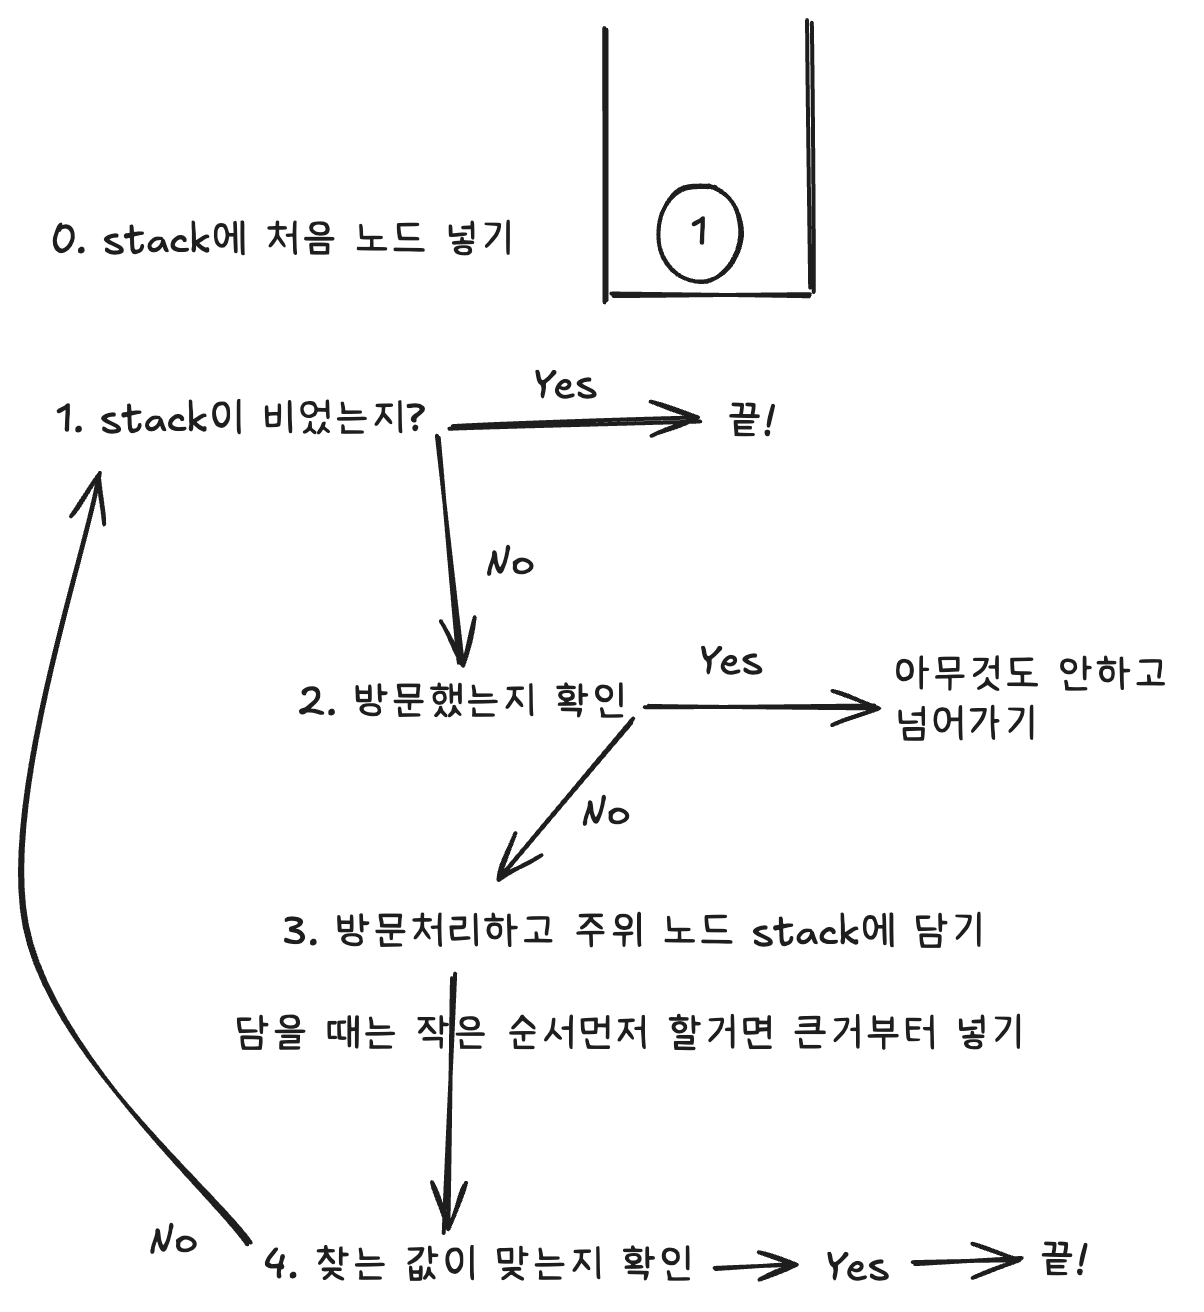 1
0. stack에 처음 노드 넣기
Yes
1. stack이 비었는지?
끝!
No
Yes
2. 방문했는지 확인
아무것도 안하고
넘어가기
No
3. 방문처리하고 주위 노드 stack에 담기
담을 때는 작은 순서먼저 할거면 큰거부터 넣기
No
4. 찾는 값이 맞는지 확인
Yes
끝!